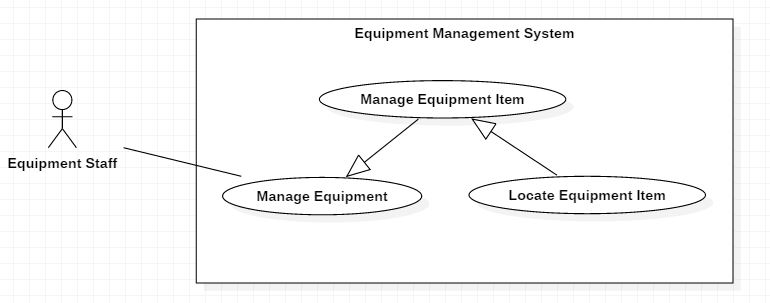 Equipment Management System
Manage Equipment Item
Equipment Staff
Manage Equipment
Locate Equipment Item